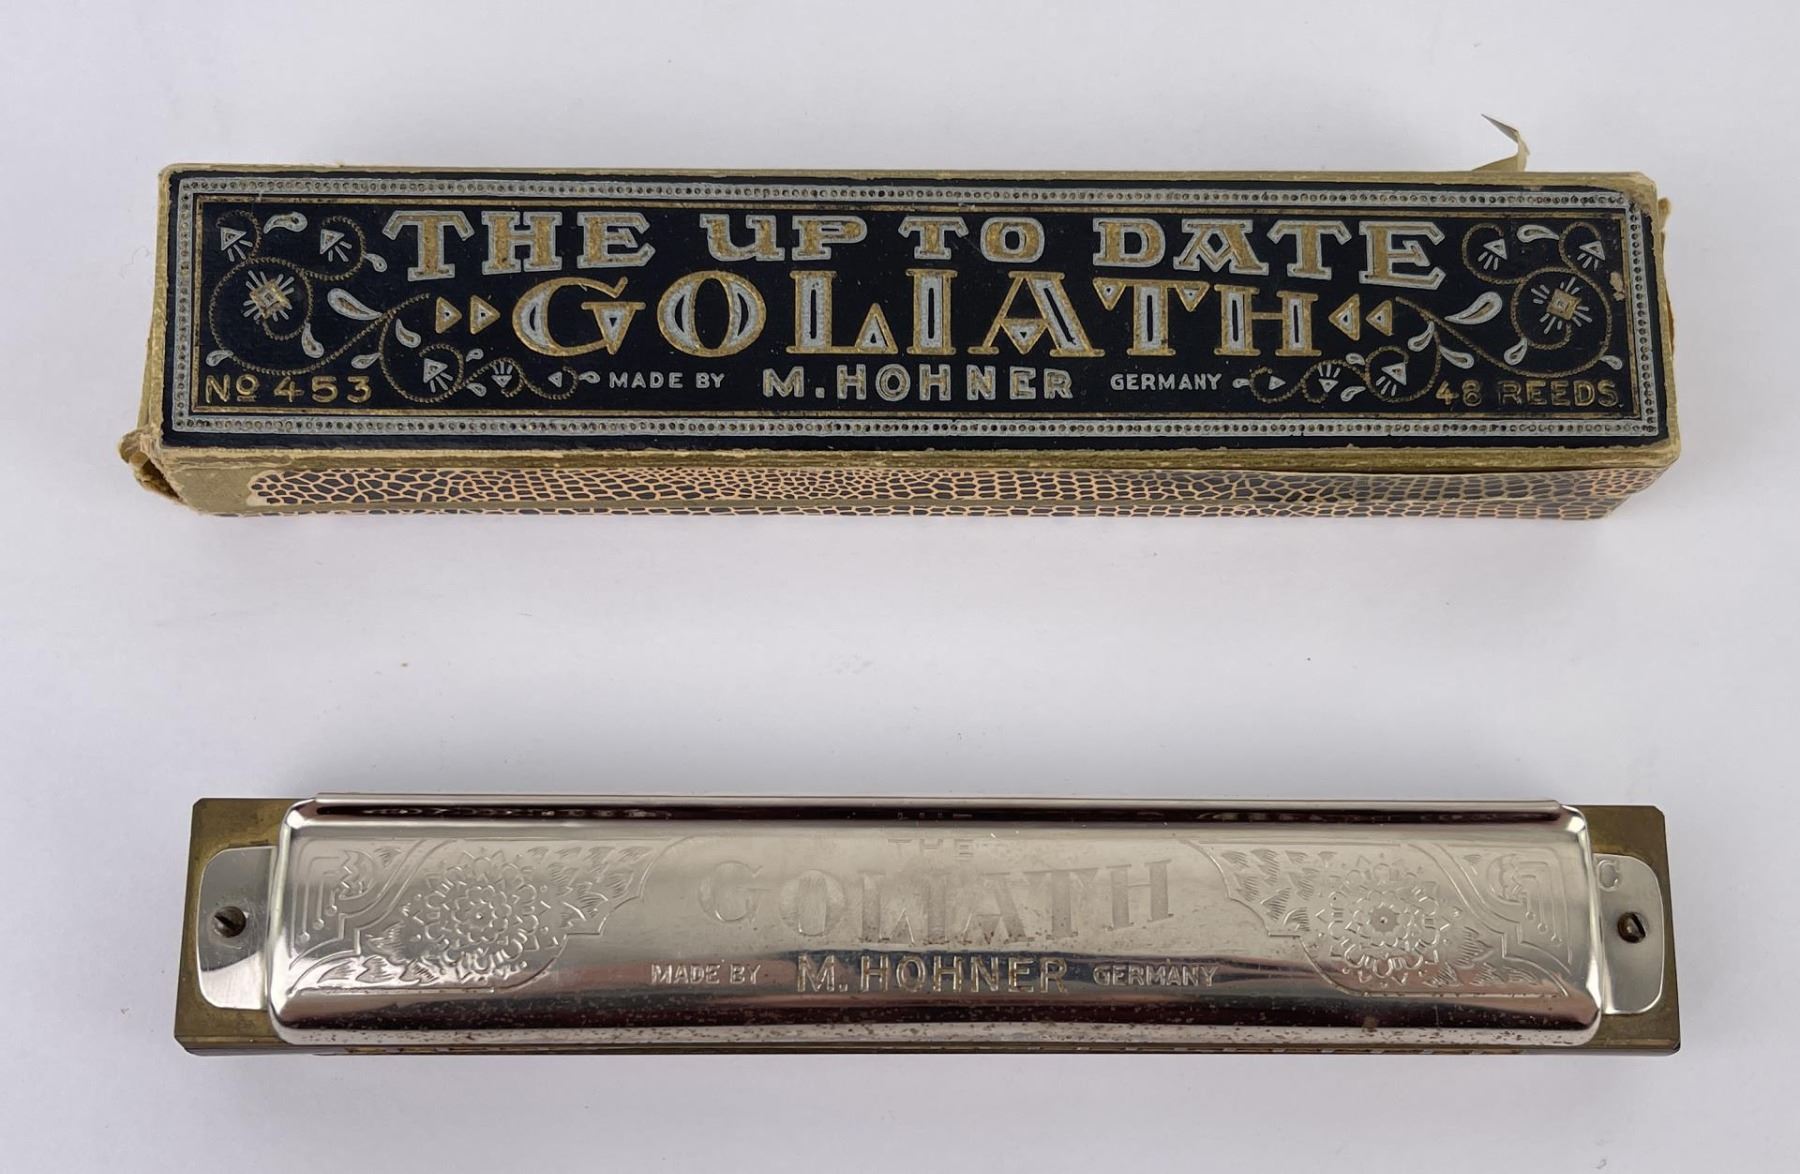 THE UP TO DATE
GOLIATH
No 453 MADE BY M. HOHNER GERMANY 48 REEDS
THE
GOLIATH
C
MADE BY M. HOHNER GERMANY